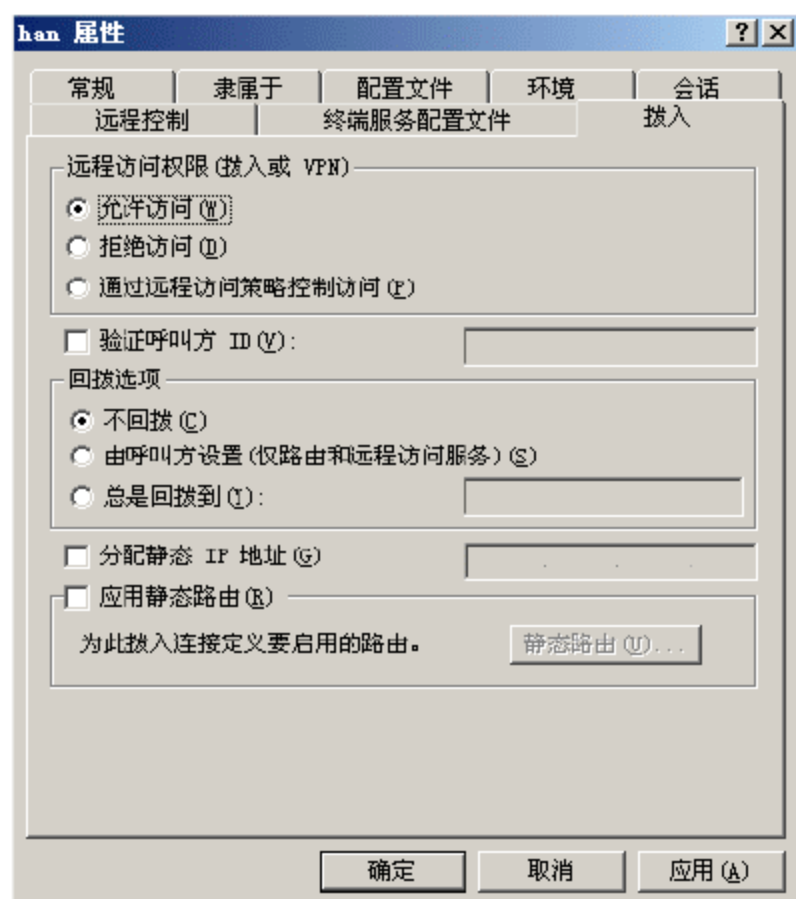 han 属性
常规 隶属于 配置文件 环境 会话
远程控制 终端服务配置文件 拨入
远程访问权限(拨入或 VPN)
允许访问(W)
拒绝访问(D)
通过远程访问策略控制访问(P)
验证呼叫方 ID(V):
回拨选项
不回拨(C)
由呼叫方设置(仅路由和远程访问服务)(S)
总是回拨到(Y):
分配静态 IP 地址(G)
应用静态路由(R)
为此拨入连接定义要启用的路由。 静态路由(U)...
确定 取消 应用(A)